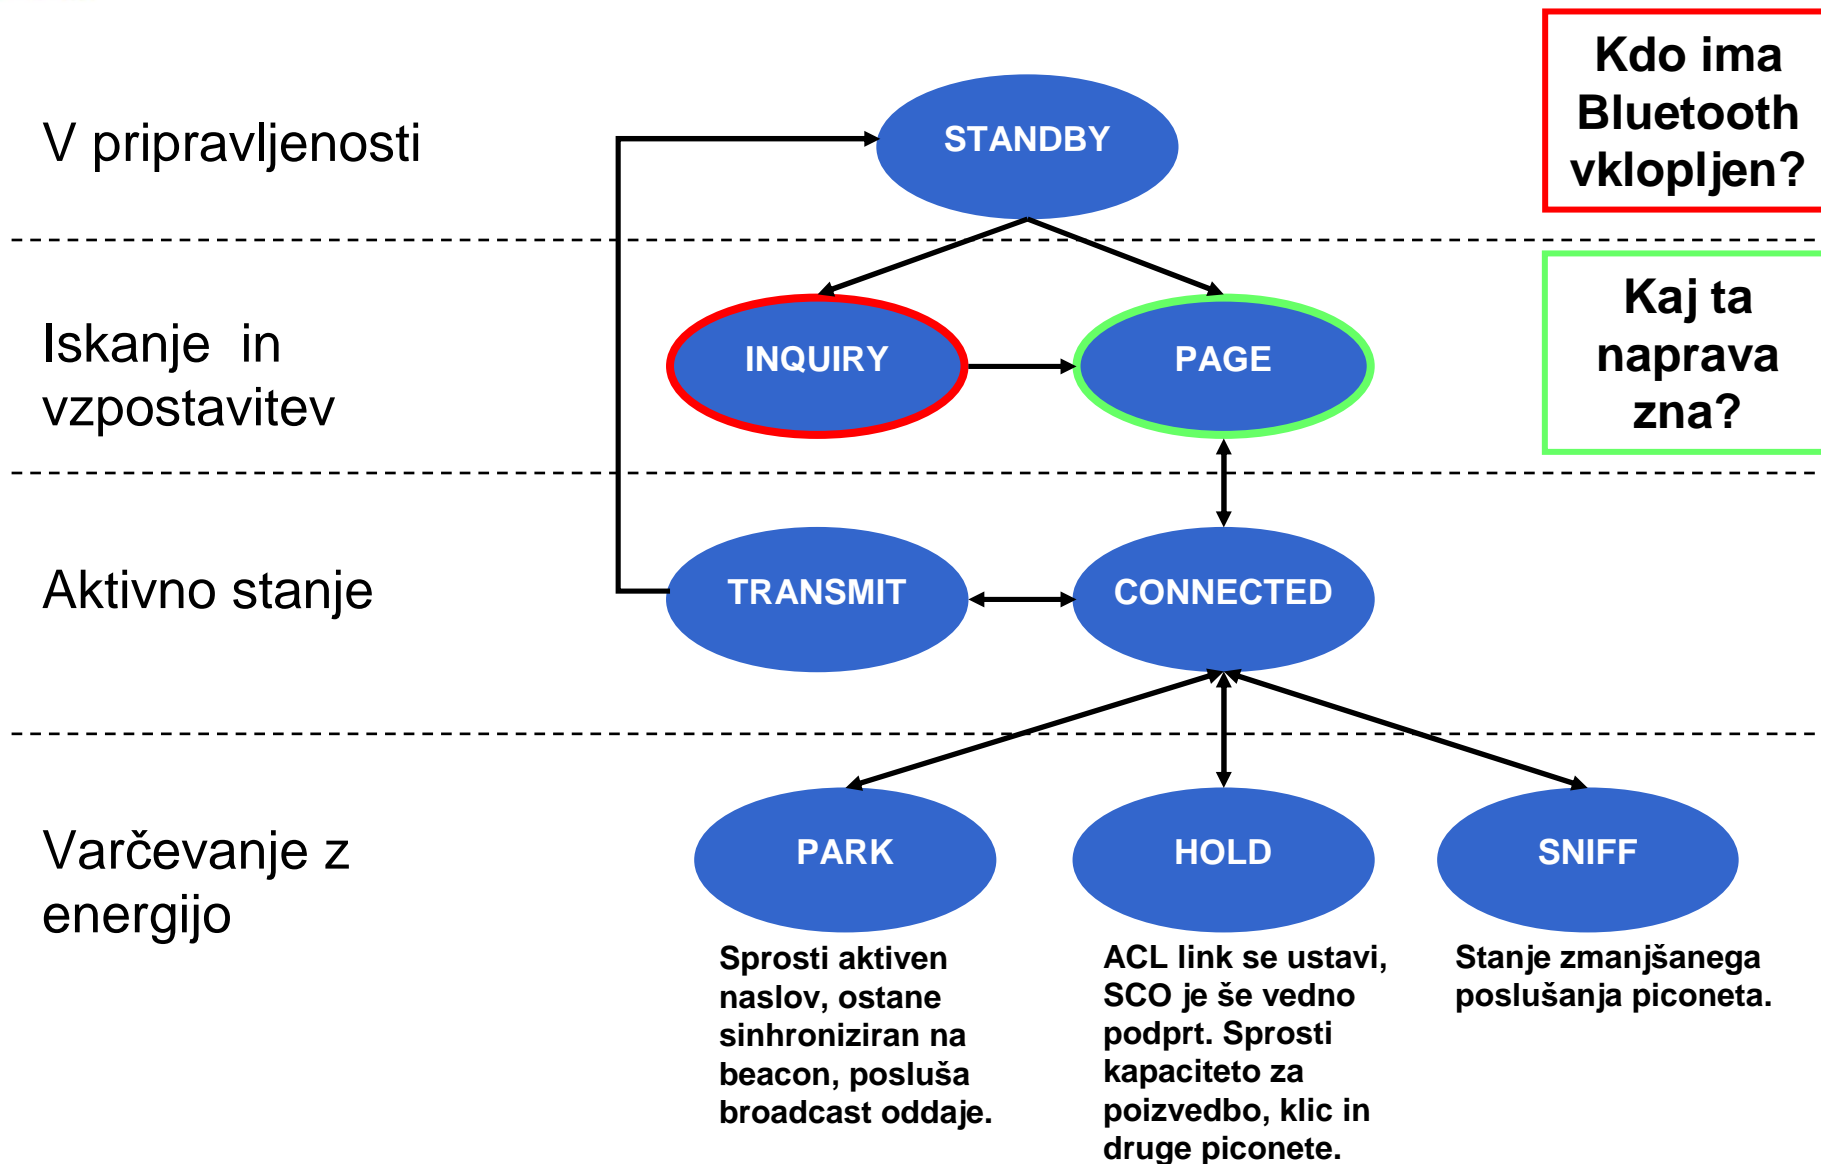 Kdo ima
Bluetooth
vklopljen?
V pripravljenosti
STANDBY
Kaj ta
naprava
zna?
Iskanje in
vzpostavitev
INQUIRY
PAGE
Aktivno stanje
TRANSMIT
CONNECTED
Varčevanje z
energijo
PARK
HOLD
SNIFF
Sprosti aktiven
naslov, ostane
sinhroniziran na
beacon, posluša
broadcast oddaje.
ACL link se ustavi,
SCO je še vedno
podprt. Sprosti
kapaciteto za
poizvedbo, klic in
druge piconete.
Stanje zmanjšanega
poslušanja piconeta.